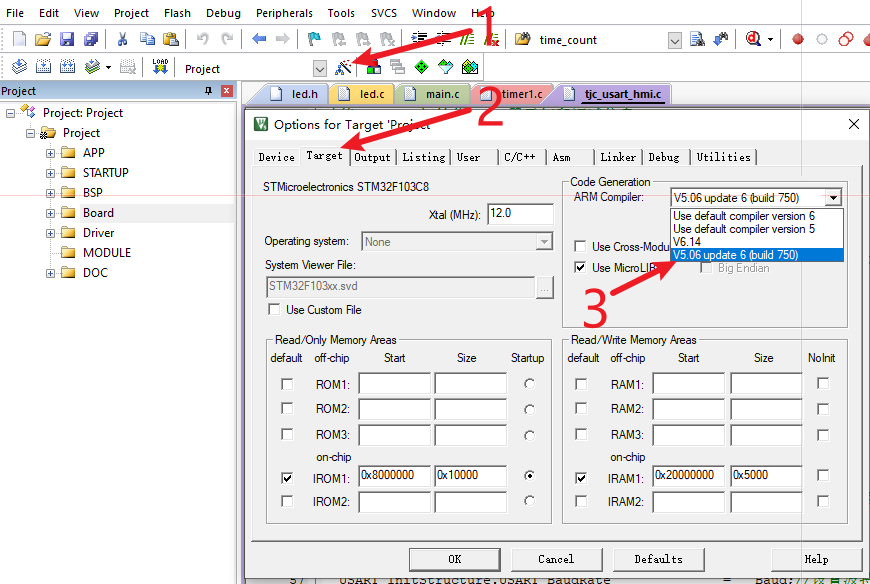 File Edit View Project Flash Debug Peripherals Tools SVCS Window Help
1
time_count
LOAD
Project
Project
led.h led.c main.c timer1.c tjc_usart_hmi.c
Project: Project
Project
APP
STARTUP
BSP
Board
Driver
MODULE
DOC
Options for Target 'Project
2
Device Target Output Listing User C/C++ Asm Linker Debug Utilities
STMicroelectronics STM32F103C8
Xtal (MHz): 12.0
Operating system: None
System Viewer File:
STM32F103xx.svd
...
Use Custom File
Code Generation
ARM Compiler: V5.06 update 6 (build 750)
Use default compiler version 6
Use default compiler version 5
V6.14
V5.06 update 6 (build 750)
Use Cross-Modu
Use MicroLIB
Big Endian
3
Read/Only Memory Areas
default off-chip Start Size Startup
ROM1:
ROM2:
ROM3:
on-chip
IROM1: 0x8000000 0x10000
IROM2:
Read/Write Memory Areas
default off-chip Start Size NoInit
RAM1:
RAM2:
RAM3:
on-chip
IRAM1: 0x20000000 0x5000
IRAM2:
OK Cancel Defaults Help